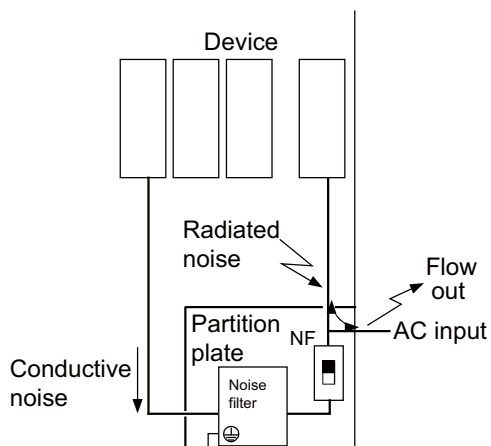 Device
Radiated
noise
Flow
out
Partition
plate
NF
AC input
Conductive
noise
Noise
filter